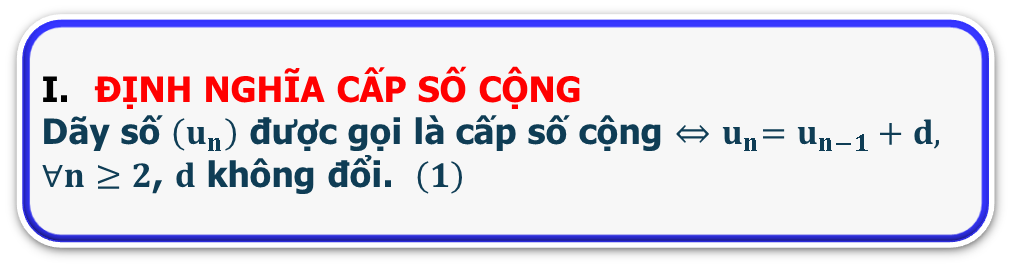 I. ĐỊNH NGHĨA CẤP SỐ CỘNG
Dãy số (uₙ) được gọi là cấp số cộng ⇔ uₙ= uₙ₋₁ + d,
∀n ≥ 2, d không đổi. (1)